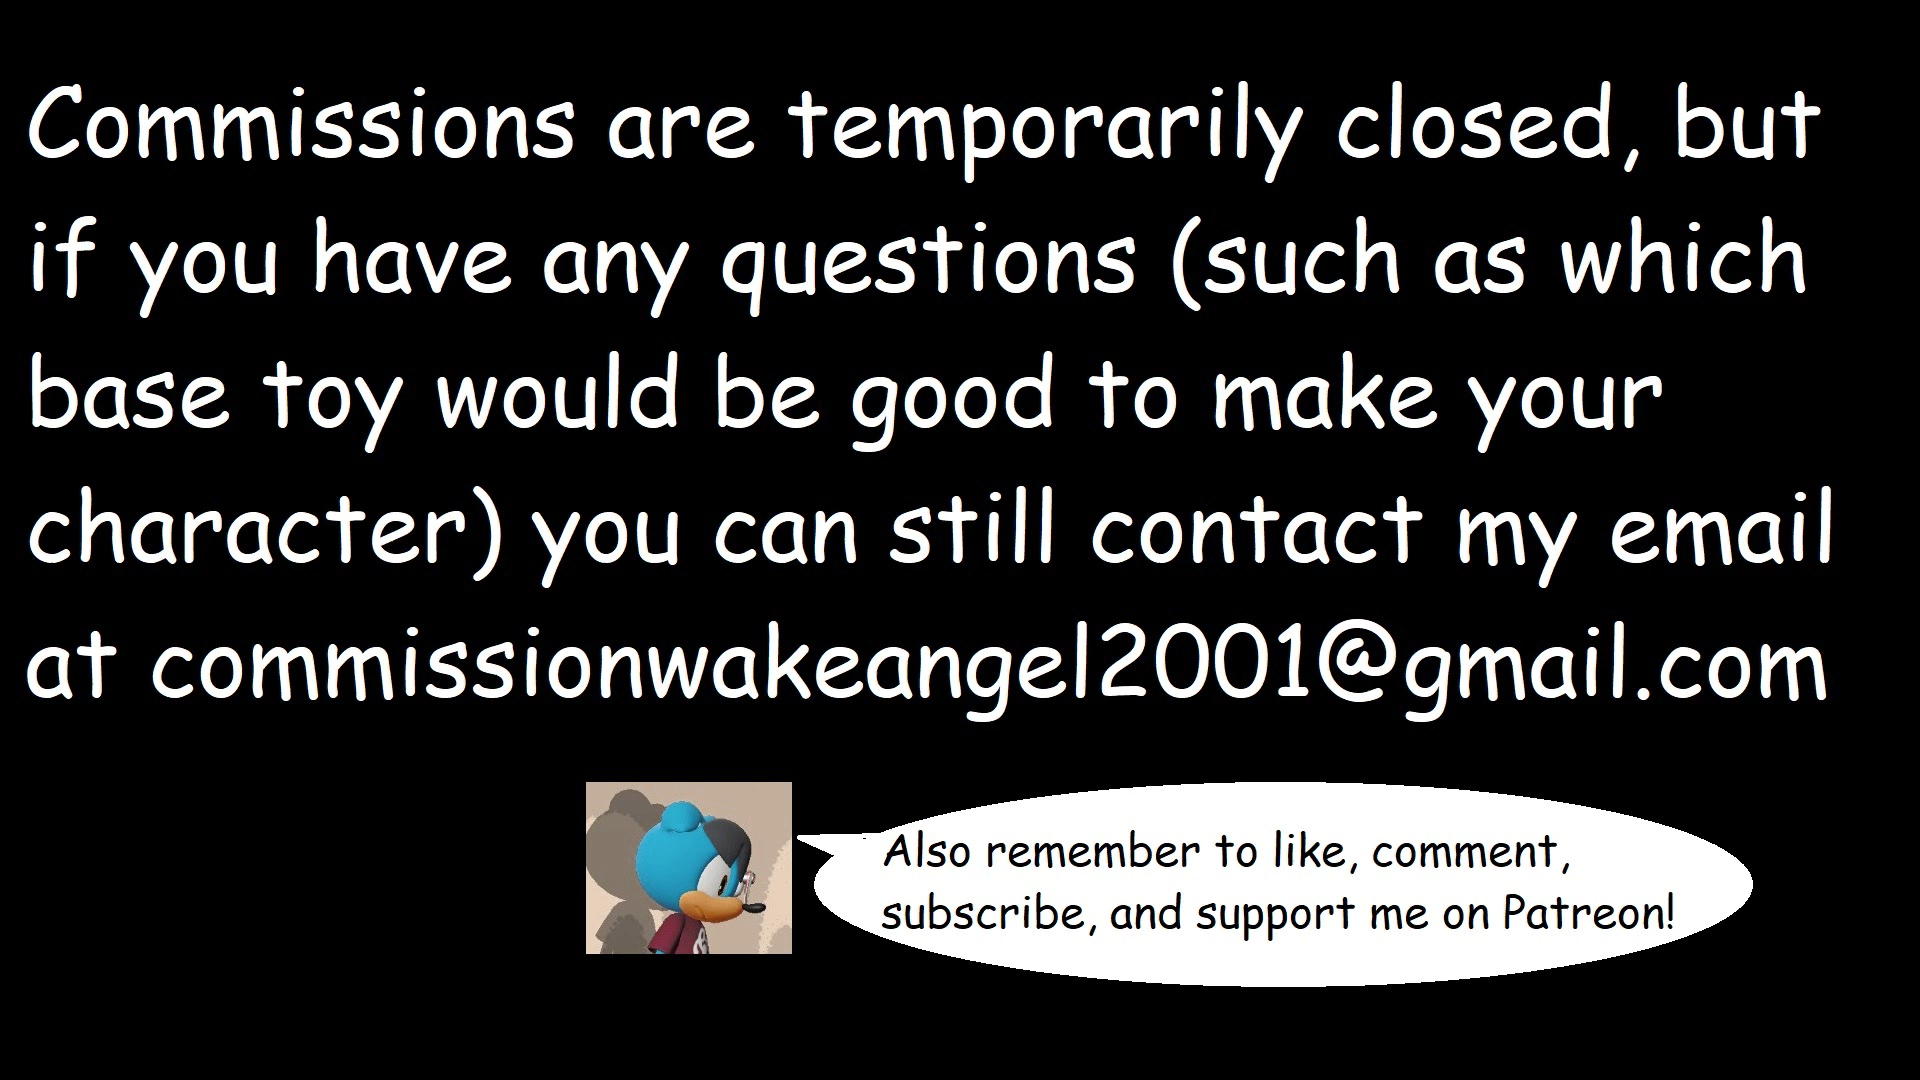 Commissions are temporarily closed, but
if you have any questions (such as which
base toy would be good to make your
character) you can still contact my email
at commissionwakeangel2001@gmail.com
Also remember to like, comment,
subscribe, and support me on Patreon!